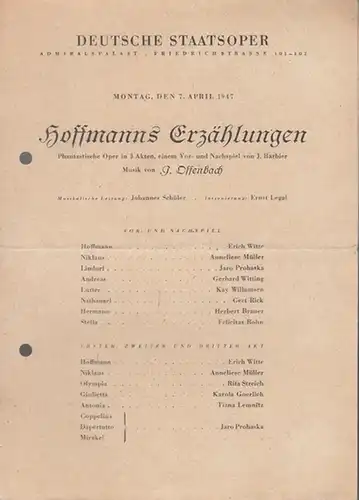 DEUTSCHE STAATSOPER
ADMIRALSPALAST, FRIEDRICHSTRASSE 101-102
MONTAG, DEN 7. APRIL 1947
Hoffmanns Erzählungen
Phantastische Oper in 3 Akten, einem Vor- und Nachspiel von J. Barbier
Musik von J. Offenbach
Musikalische Leitung: Johannes Schüler . . Inszenierung: Ernst Legal
VOR- UND NACHSPIEL
Hoffmann Erich Witte
Niklas Anneliese Müller
Lindorf Jaro Prohaska
Andreas Gerhard Witting
Luther Kay Willumsen
Nathanael Gert Rick
Hermann Herbert Brauer
Stella Felicitas
ERSTER, ZWEITER UND DRITTER AKT
Hoffmann Erich Witte
Niklas Anneliese Müller
Olympia Rita Streich
Giulietta Karola Goerlich
Antonia Tiana Lemnitz
Coppelius
Dapertutto Jaro Prohaska
Mirakel